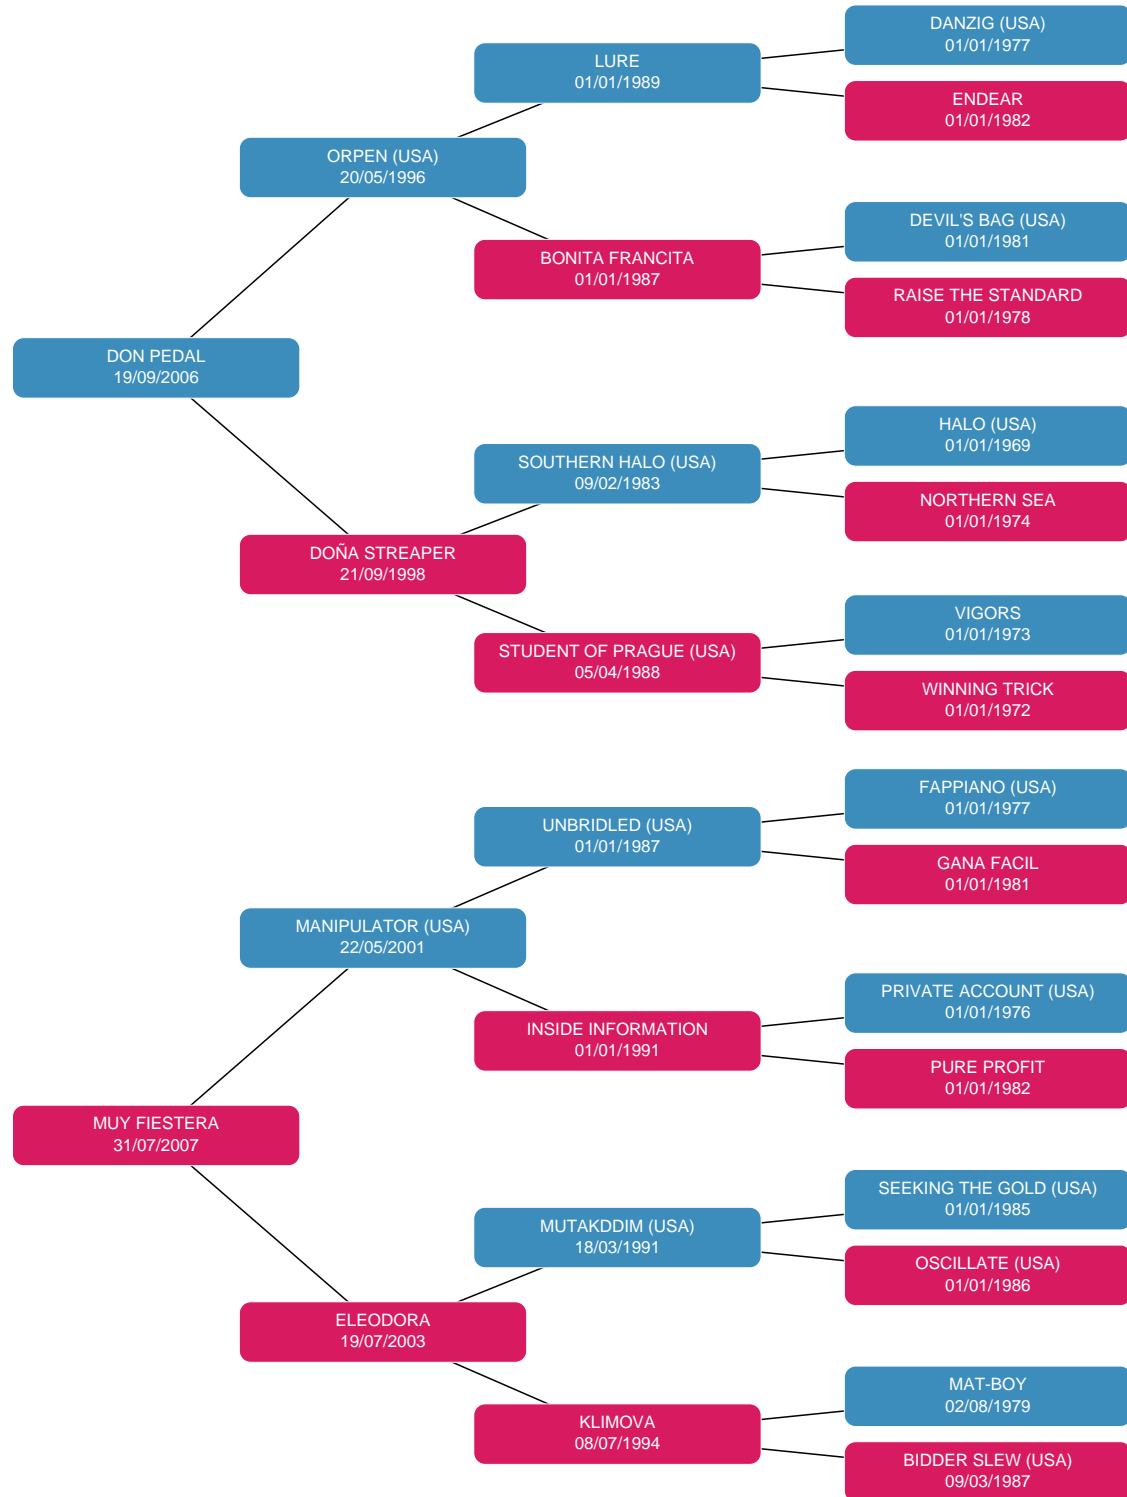 DANZIG (USA)
01/01/1977
LURE
01/01/1989
ENDEAR
01/01/1982
ORPEN (USA)
20/05/1996
DEVIL'S BAG (USA)
01/01/1981
BONITA FRANCITA
01/01/1987
RAISE THE STANDARD
01/01/1978
DON PEDAL
19/09/2006
HALO (USA)
01/01/1969
SOUTHERN HALO (USA)
09/02/1983
NORTHERN SEA
01/01/1974
DOÑA STREAPER
21/09/1998
VIGORS
01/01/1973
STUDENT OF PRAGUE (USA)
05/04/1988
WINNING TRICK
01/01/1972
FAPPIANO (USA)
01/01/1977
UNBRIDLED (USA)
01/01/1987
GANA FACIL
01/01/1981
MANIPULATOR (USA)
22/05/2001
PRIVATE ACCOUNT (USA)
01/01/1976
INSIDE INFORMATION
01/01/1991
PURE PROFIT
01/01/1982
MUY FIESTERA
31/07/2007
SEEKING THE GOLD (USA)
01/01/1985
MUTAKDDIM (USA)
18/03/1991
OSCILLATE (USA)
01/01/1986
ELEODORA
19/07/2003
MAT-BOY
02/08/1979
KLIMOVA
08/07/1994
BIDDER SLEW (USA)
09/03/1987